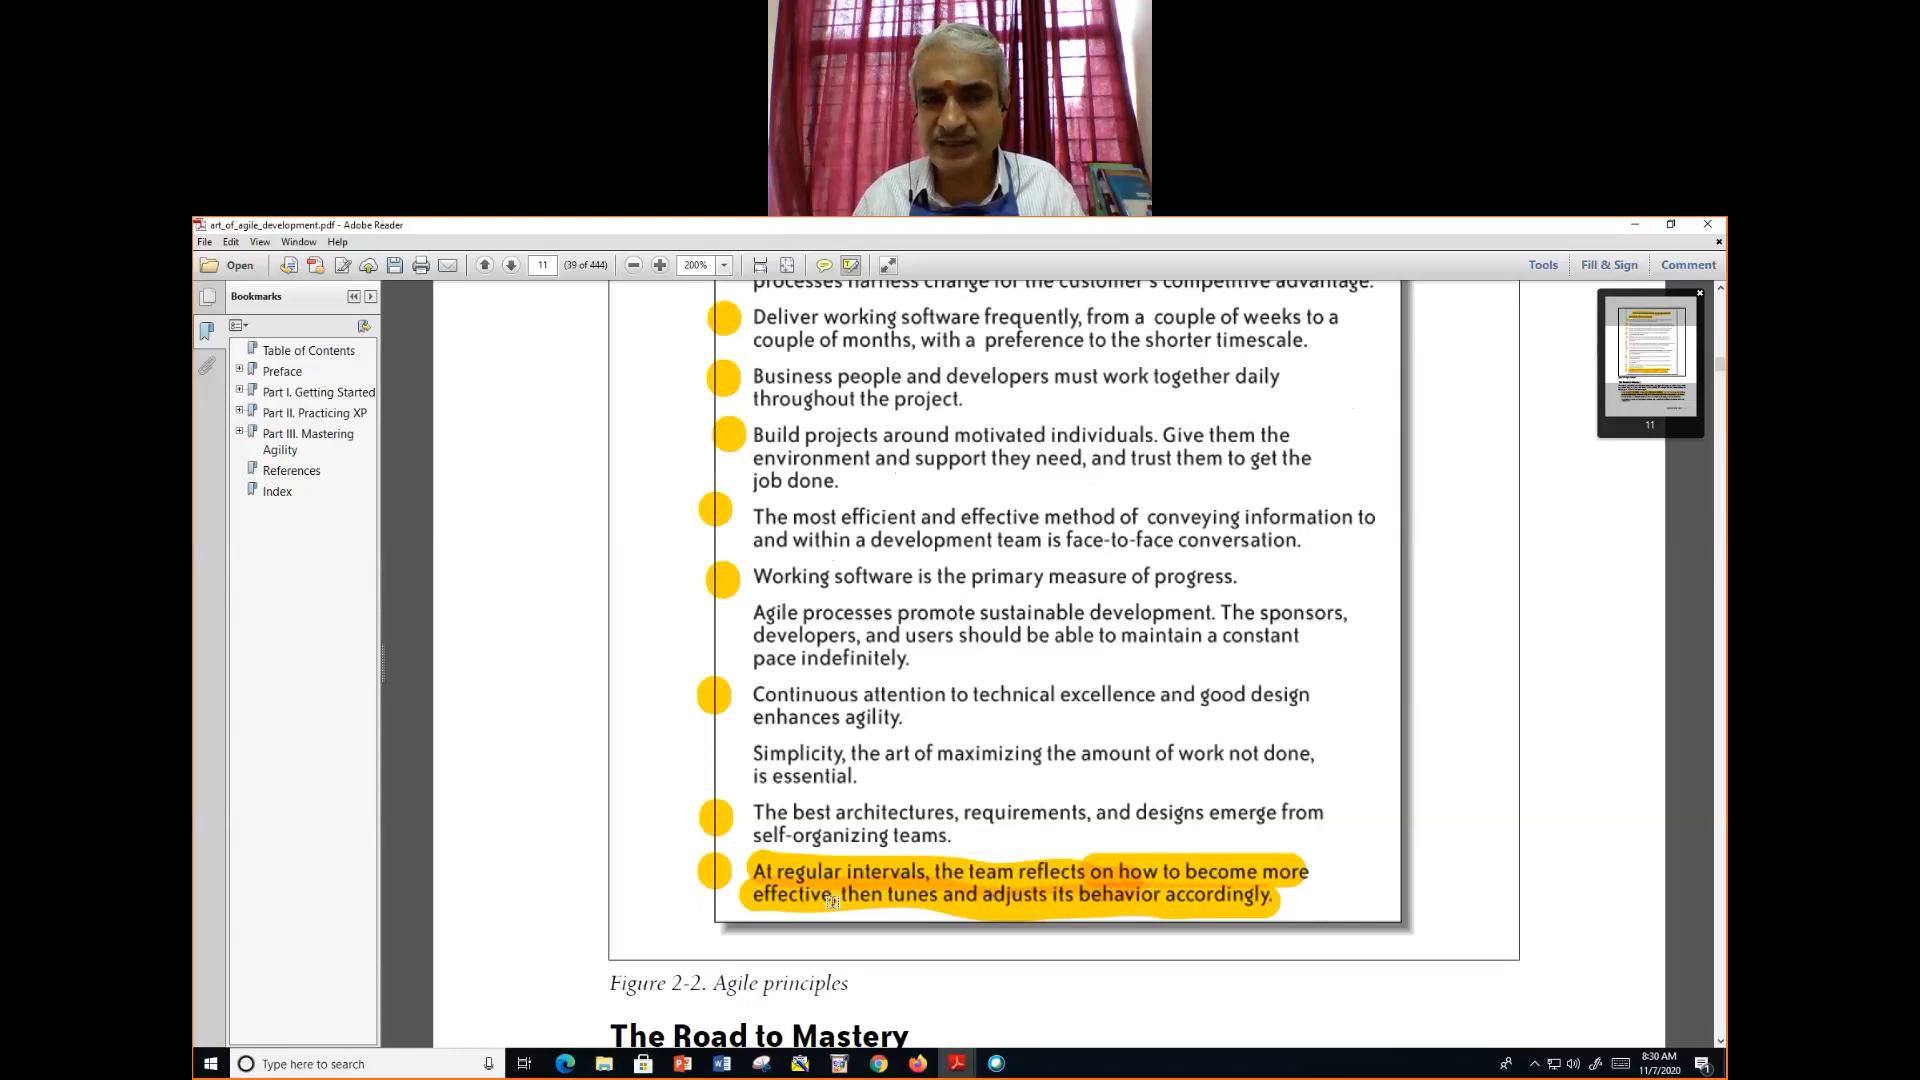 art_of_agile_development.pdf - Adobe Reader
File Edit View Window Help
Open 11 (39 of 444) 200% Tools Fill & Sign Comment
Bookmarks
Table of Contents
Preface
Part I. Getting Started
Part II. Practicing XP
Part III. Mastering
Agility
References
Index
processes harness change for the customer's competitive advantage.
Deliver working software frequently, from a couple of weeks to a
couple of months, with a preference to the shorter timescale.
Business people and developers must work together daily
throughout the project.
Build projects around motivated individuals. Give them the
environment and support they need, and trust them to get the
job done.
The most efficient and effective method of conveying information to
and within a development team is face-to-face conversation.
Working software is the primary measure of progress.
Agile processes promote sustainable development. The sponsors,
developers, and users should be able to maintain a constant
pace indefinitely.
Continuous attention to technical excellence and good design
enhances agility.
Simplicity, the art of maximizing the amount of work not done,
is essential.
The best architectures, requirements, and designs emerge from
self-organizing teams.
At regular intervals, the team reflects on how to become more
effective, then tunes and adjusts its behavior accordingly.
Figure 2-2. Agile principles
The Road to Mastery
11
Type here to search
8:30 AM
11/7/2020